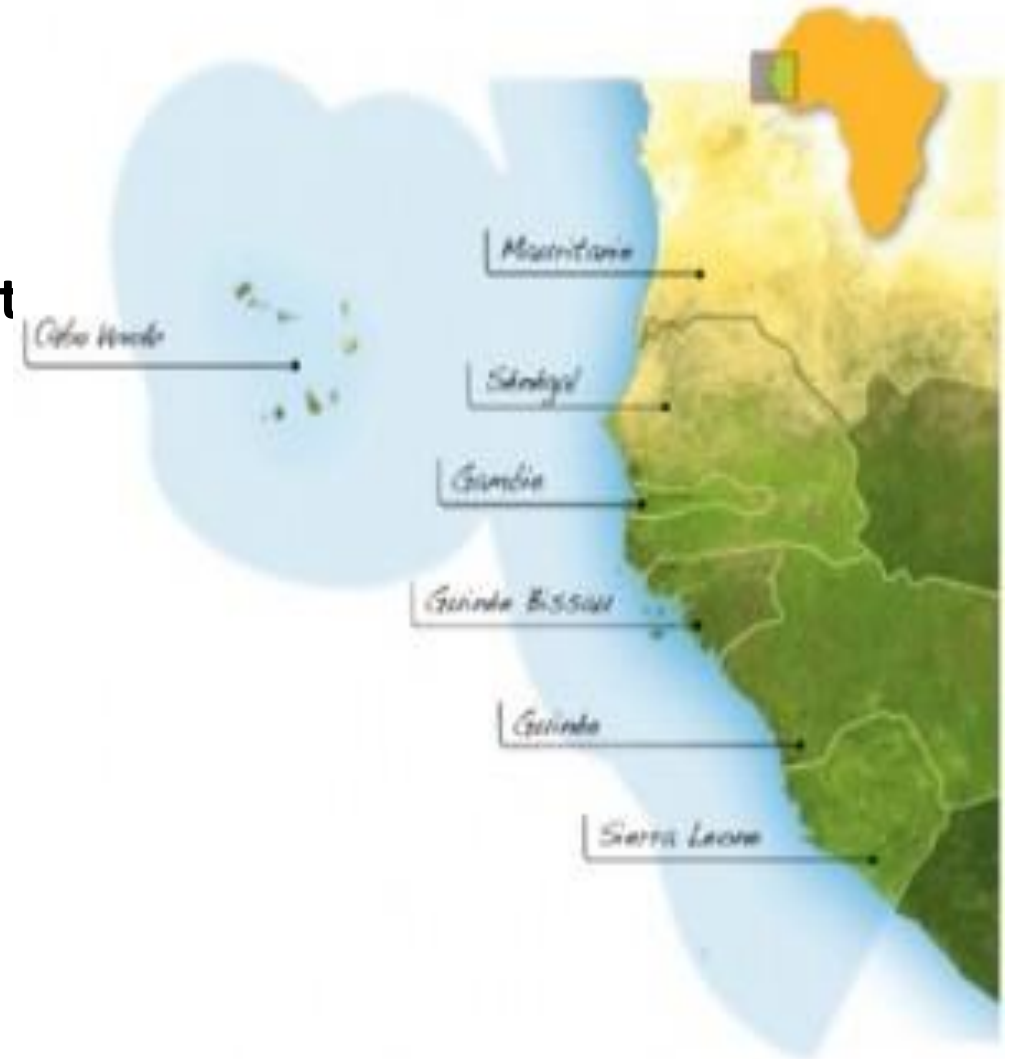 t
Cabo Verde
Mauritanie
Sénégal
Gambie
Guinée Bissau
Guinée
Sierra Leone